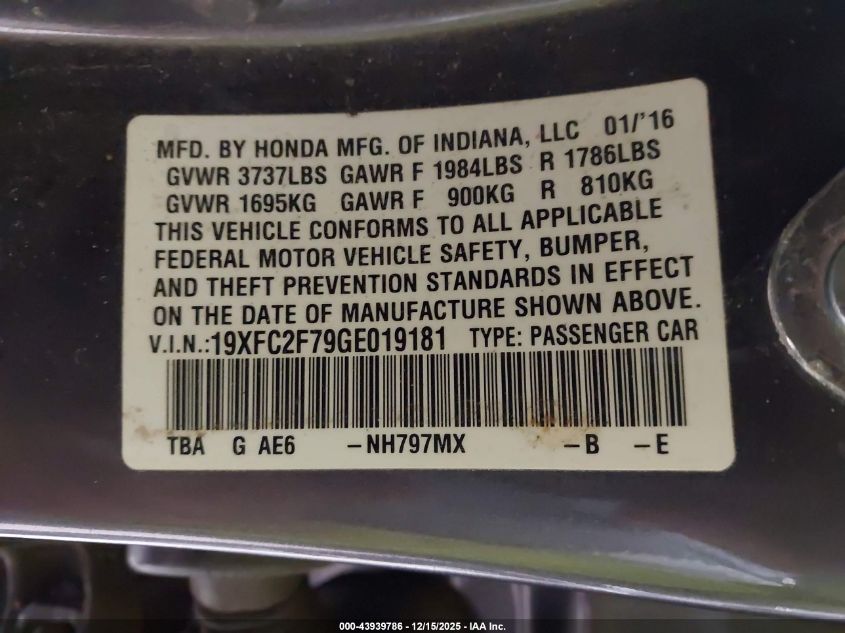 MFD. BY HONDA MFG. OF INDIANA, LLC 01/'16
GVWR 3737LBS GAWR F 1984LBS R 1786LBS
GVWR 1695KG GAWR F 900KG R 810KG
THIS VEHICLE CONFORMS TO ALL APPLICABLE
FEDERAL MOTOR VEHICLE SAFETY, BUMPER,
AND THEFT PREVENTION STANDARDS IN EFFECT
ON THE DATE OF MANUFACTURE SHOWN ABOVE.
V.I.N.:19XFC2F79GE019181 TYPE: PASSENGER CAR
TBA G AE6 –NH797MX –B –E
000-43939786 - 12/15/2025 - IAA Inc.